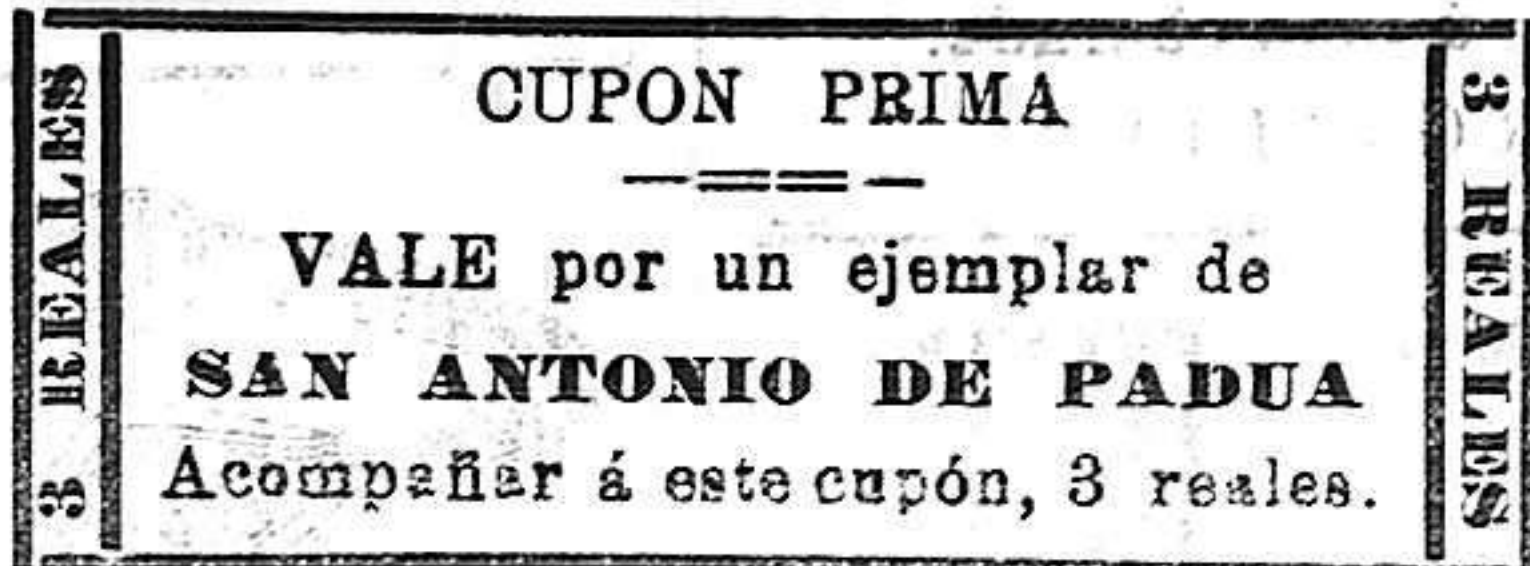 3 REALES
CUPON PRIMA
VALE por un ejemplar de
SAN ANTONIO DE PADUA
Acompañar á este cupón, 3 reales.
3 REALES